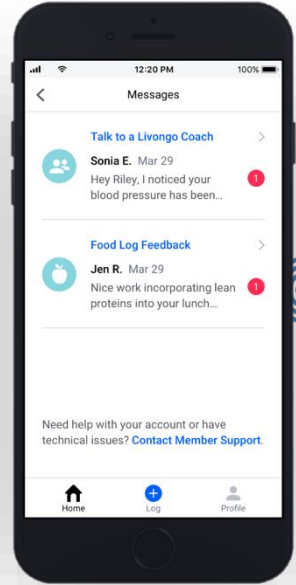 12:20 PM
100%
Messages
Talk to a Livongo Coach
Sonia E. Mar 29
Hey Riley, I noticed your
blood pressure has been...
1
Food Log Feedback
Jen R. Mar 29
Nice work incorporating lean
proteins into your lunch...
1
Need help with your account or have
technical issues? Contact Member Support.
Home
Log
Profile